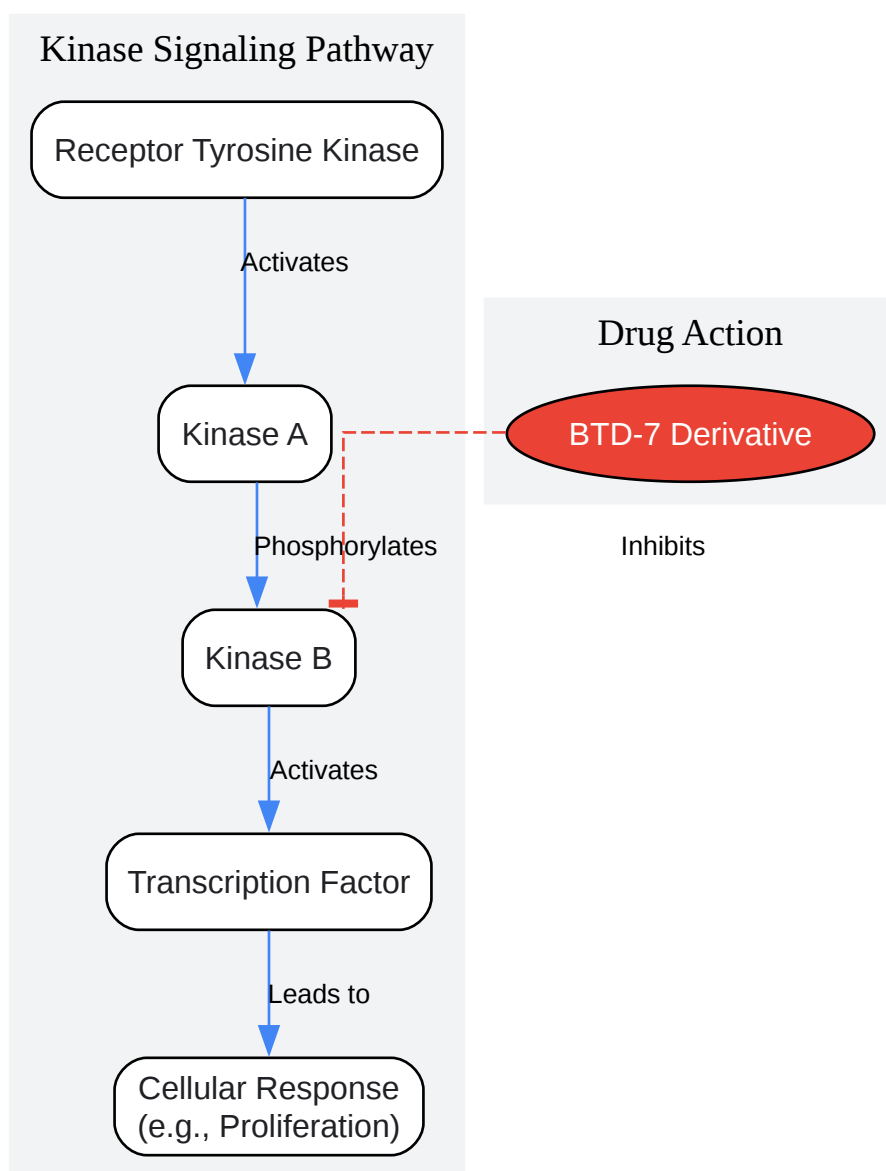 Kinase Signaling Pathway
Receptor Tyrosine Kinase
Activates
Drug Action
Kinase A
BTD-7 Derivative
Phosphorylates
Inhibits
Kinase B
Activates
Transcription Factor
Leads to
Cellular Response
(e.g., Proliferation)